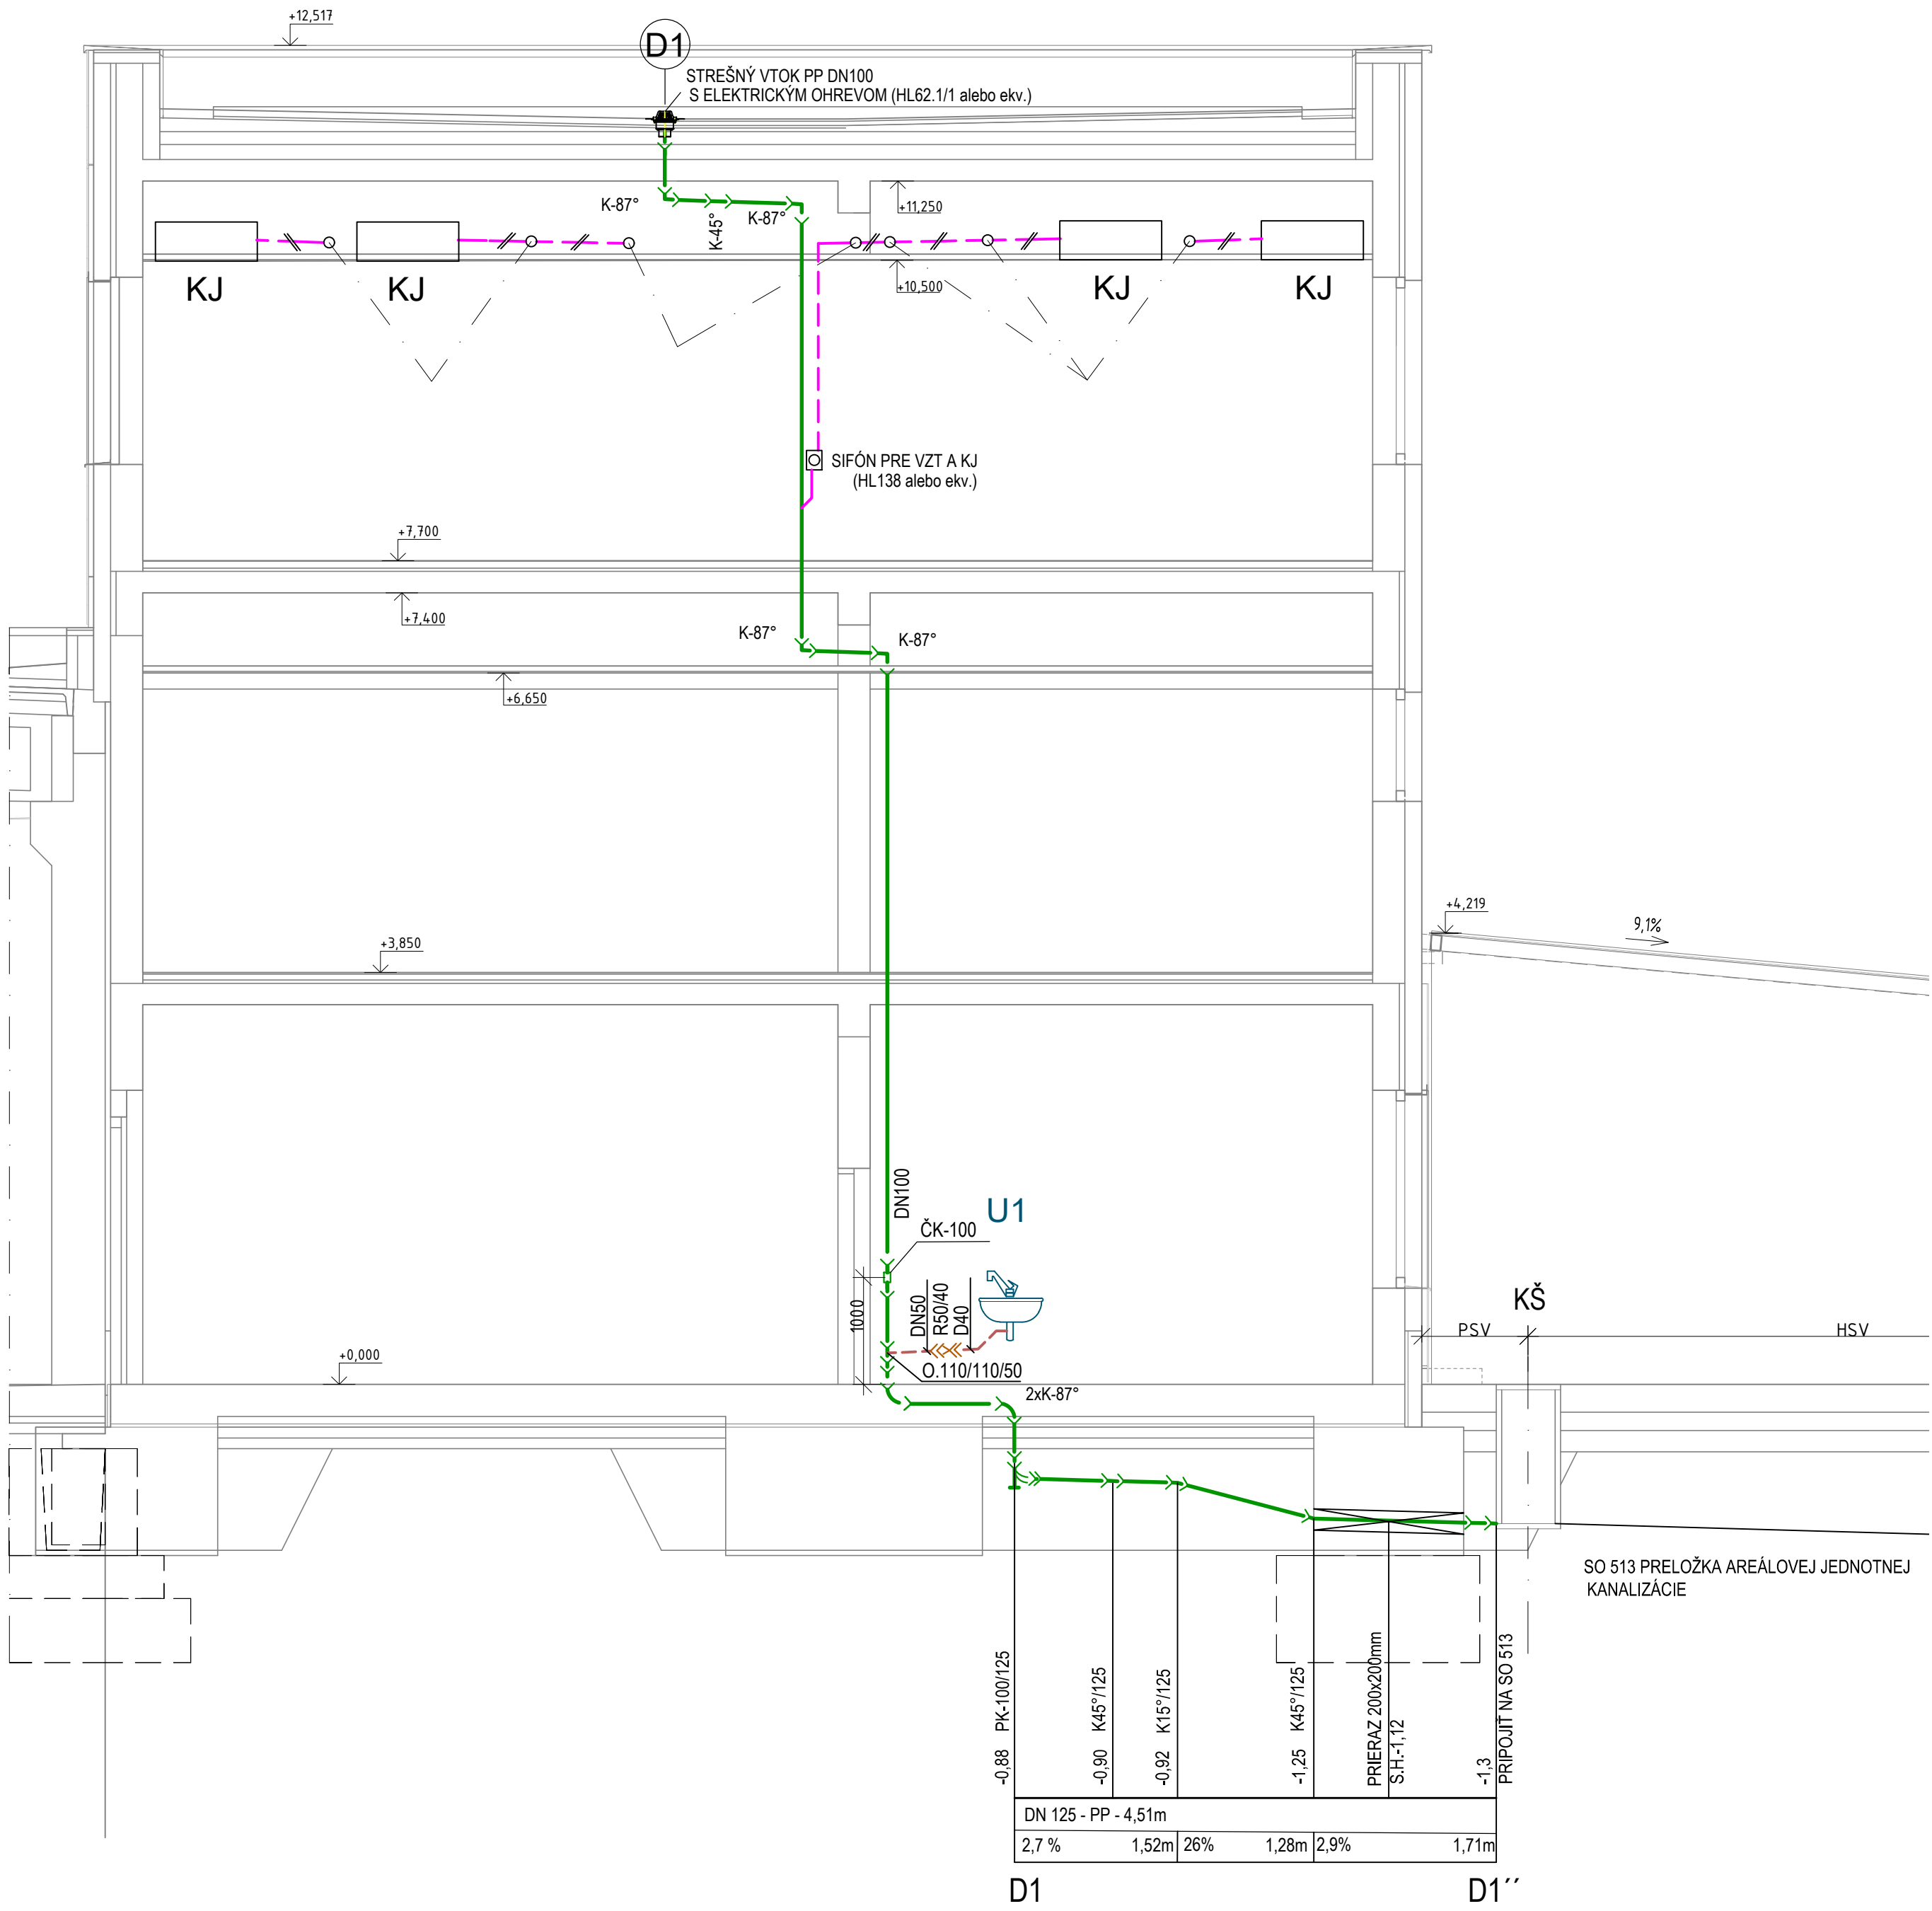 +12,517
D1
STREŠNÝ VTOK PP DN100
S ELEKTRICKÝM OHREVOM (HL62.1/1 alebo ekv.)
K-87°
K-45°
K-87°
+11,250
+10,500
KJ
KJ
KJ
KJ
SIFÓN PRE VZT A KJ
(HL138 alebo ekv.)
+7,700
+7,400
K-87°
K-87°
+6,650
+4,219
9,1%
+3,850
DN100
U1
ČK-100
1000
DN50
R50/40
D40
O.110/110/50
+0,000
2xK-87°
KŠ
PSV
HSV
SO 513 PRELOŽKA AREÁLOVEJ JEDNOTNEJ
KANALIZÁCIE
-0,88 PK-100/125
-0,90 K45°/125
-0,92 K15°/125
-1,25 K45°/125
PRIERAZ 200x200mm
S.H.-1,12
-1,3
PRIPOJIŤ NA SO 513
DN 125 - PP - 4,51m
2,7 % 1,52m 26% 1,28m 2,9% 1,71m
D1
D1´´